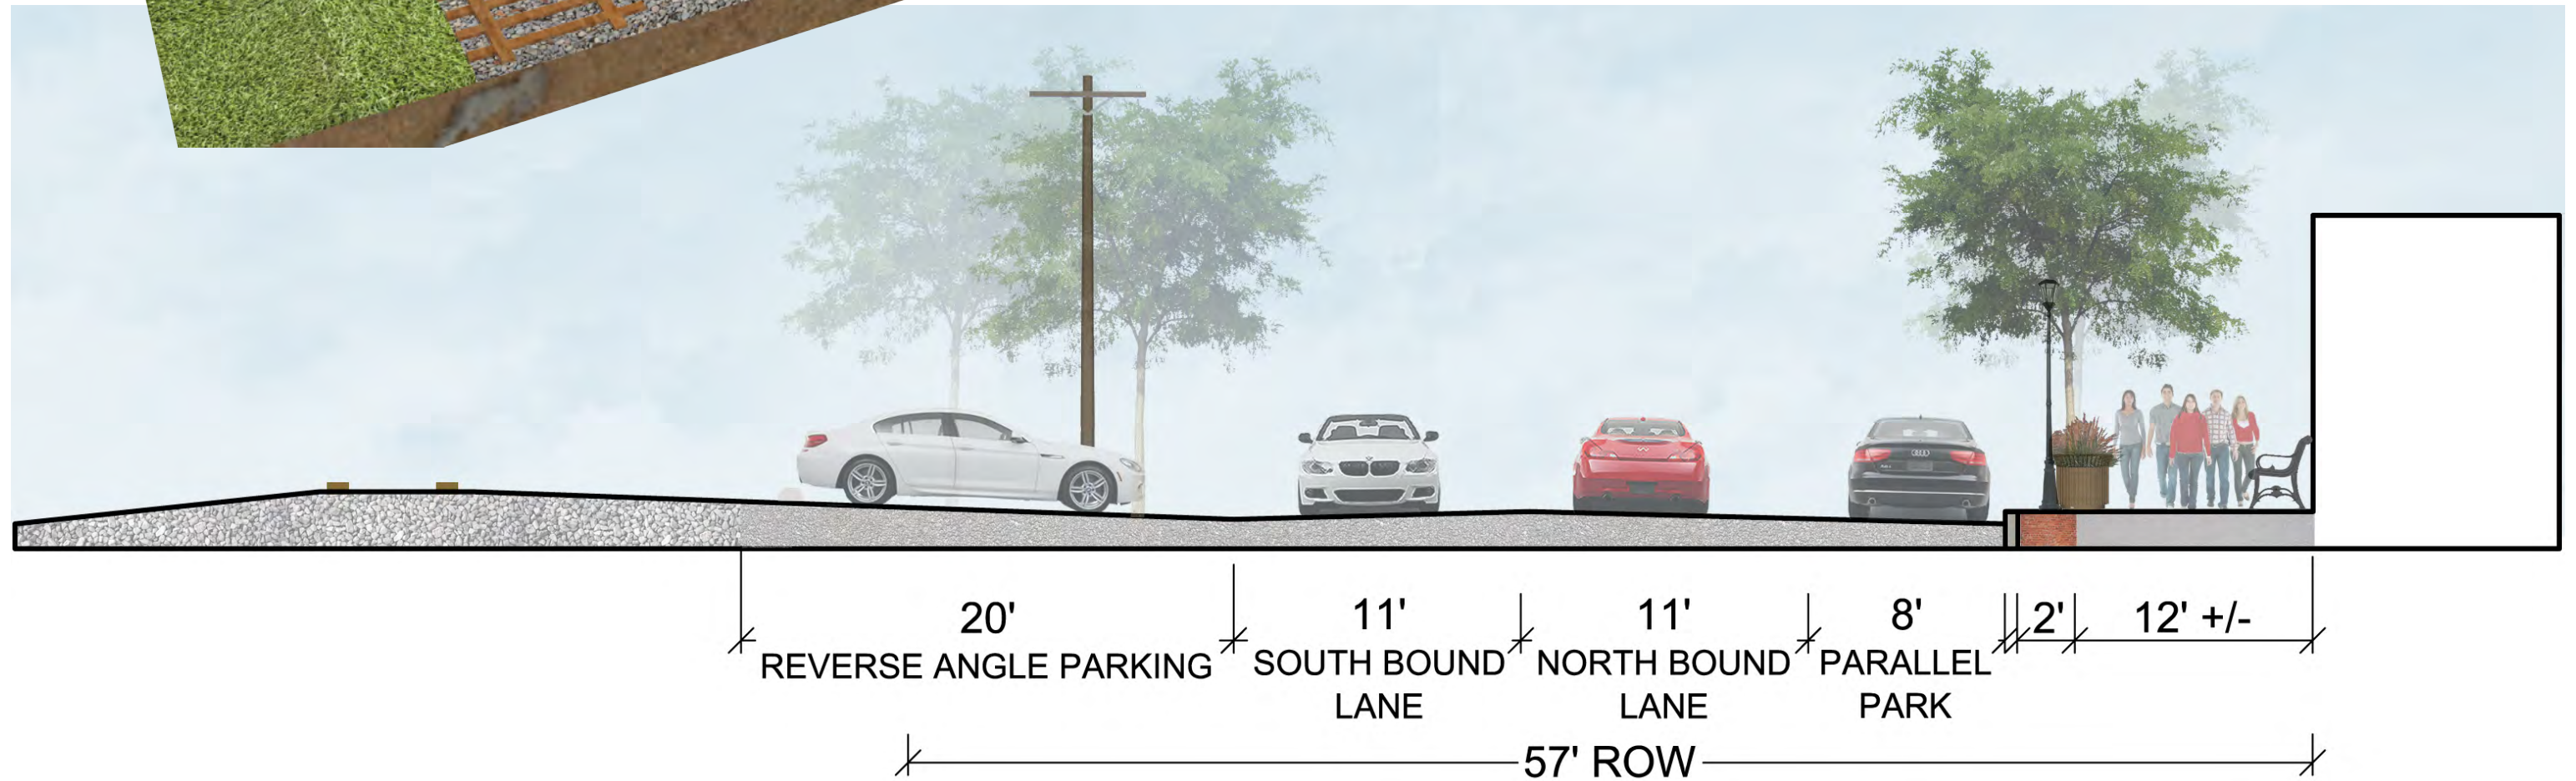 20'
REVERSE ANGLE PARKING
11'
SOUTH BOUND
LANE
11'
NORTH BOUND
LANE
8'
PARALLEL
PARK
2'
12' +/-
57' ROW